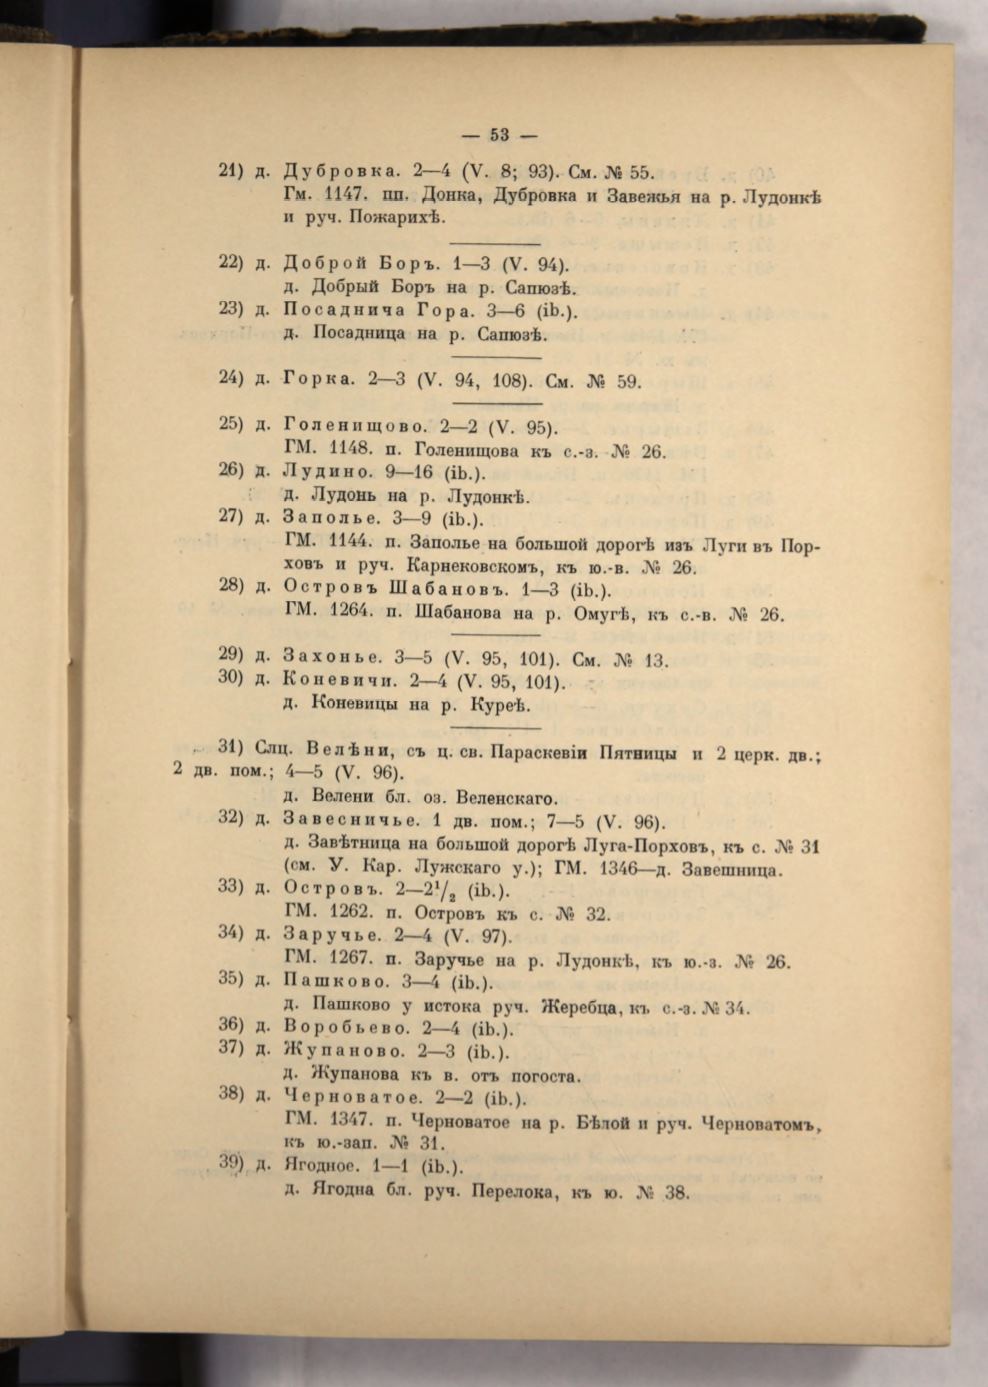 — 53 —
21) д. Дубровка. 2—4 (V. 8; 93). См. № 55.
Гм. 1147. пп. Донка, Дубровка и Завежья на р. Лудонкѣ
и руч. Пожарихѣ.
22) д. Доброй Боръ. 1—3 (V. 94).
д. Добрый Боръ на р. Сапюзѣ.
23) д. Посаднича Гора. 3—6 (ib.).
д. Посадница на р. Сапюзѣ.
24) д. Горка. 2—3 (V. 94, 108). См. № 59.
25) д. Голенищово. 2—2 (V. 95).
ГМ. 1148. п. Голенищова къ с.-з. № 26.
26) д. Лудино. 9—16 (ib.).
д. Лудонь на р. Лудонкѣ.
27) д. Заполье. 3—9 (ib.).
ГМ. 1144. п. Заполье на большой дорогѣ изъ Луги въ Пор-
ховъ и руч. Карнековскомъ, къ ю.-в. № 26.
28) д. Островъ Шабановъ. 1—3 (ib.).
ГМ. 1264. п. Шабанова на р. Омугѣ, къ с.-в. № 26.
29) д. Захонье. 3—5 (V. 95, 101). См. № 13.
30) д. Коневичи. 2—4 (V. 95, 101).
д. Коневицы на р. Куреѣ.
31) Слц. Велѣни, съ ц. св. Параскевіи Пятницы и 2 церк. дв.;
2 дв. пом.; 4—5 (V. 96).
д. Велени бл. оз. Веленскаго.
32) д. Завесничье. 1 дв. пом.; 7—5 (V. 96).
д. Завѣтница на большой дорогѣ Луга-Порховъ, къ с. № 31
(см. У. Кар. Лужскаго у.); ГМ. 1346—д. Завешница.
33) д. Островъ. 2—2½ (ib.).
ГМ. 1262. п. Островъ къ с. № 32.
34) д. Заручье. 2—4 (V. 97).
ГМ. 1267. п. Заручье на р. Лудонкѣ, къ ю.-з. № 26.
35) д. Пашково. 3—4 (ib.).
д. Пашково у истока руч. Жеребца, къ с.-з. № 34.
36) д. Воробьево. 2—4 (ib.).
37) д. Жупаново. 2—3 (ib.).
д. Жупанова къ в. отъ погоста.
38) д. Черноватое. 2—2 (ib.).
ГМ. 1347. п. Черноватое на р. Бѣлой и руч. Черноватомъ,
къ ю.-зап. № 31.
39) д. Ягодное. 1—1 (ib.).
д. Ягодна бл. руч. Перелока, къ ю. № 38.